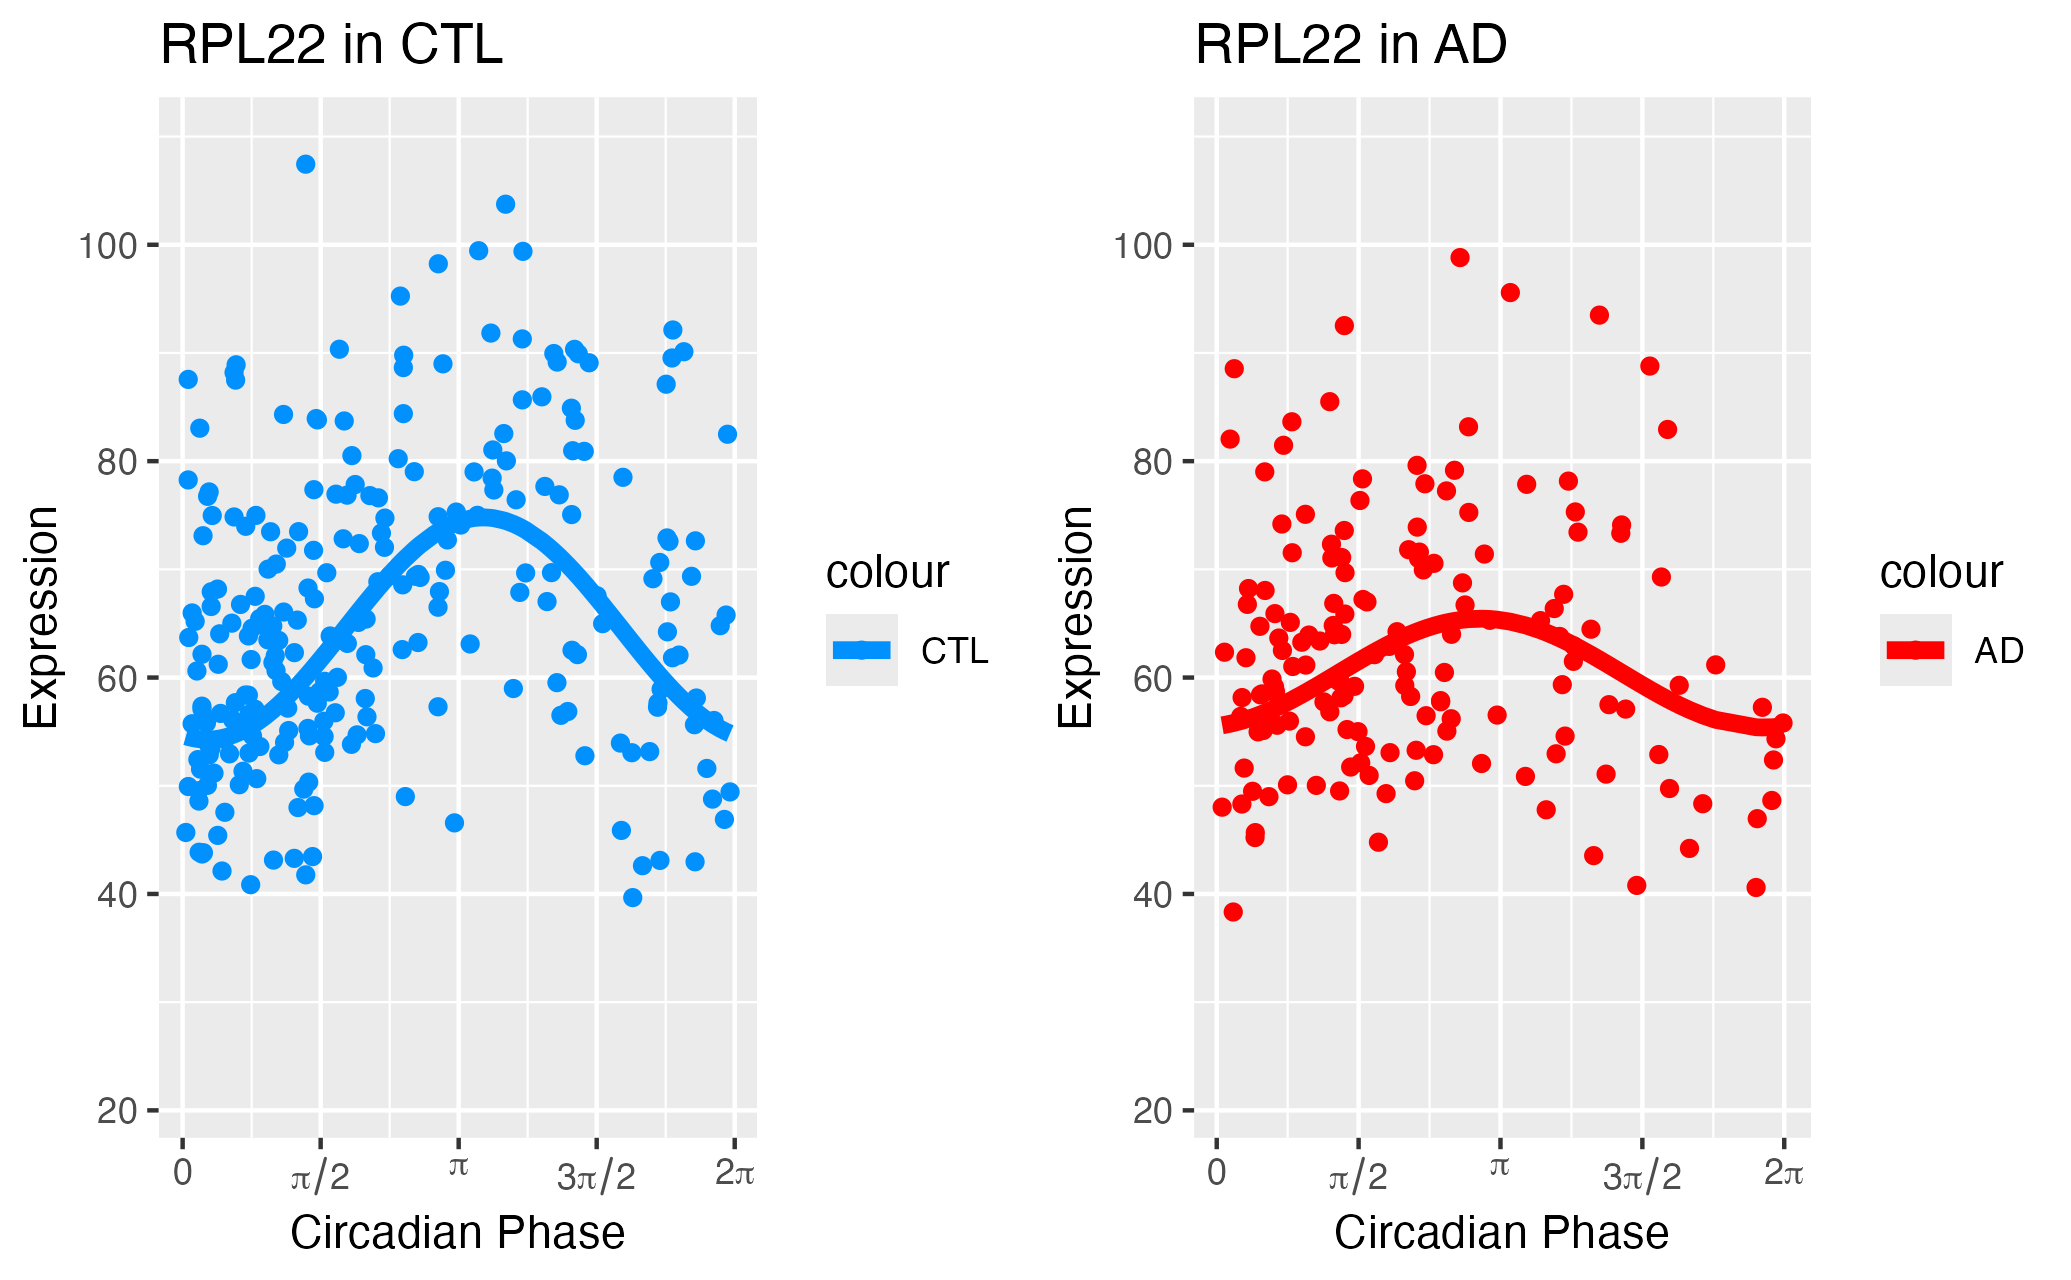 RPL22 in CTL
Expression
100
80
60
40
20
0
π/2
π
3π/2
2π
Circadian Phase
colour
CTL
RPL22 in AD
Expression
100
80
60
40
20
0
π/2
π
3π/2
2π
Circadian Phase
colour
AD